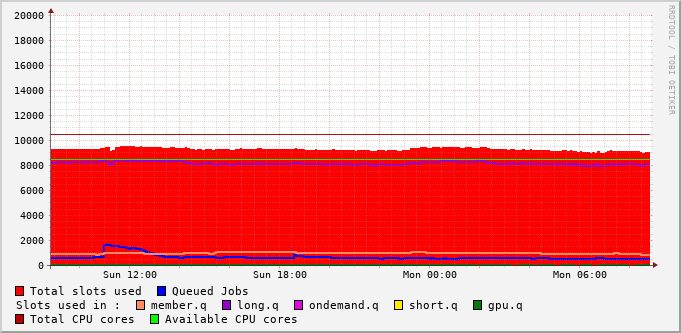 RRDTOOL / TOBI OETIKER
20000
18000
16000
14000
12000
10000
8000
6000
4000
2000
0
Sun 12:00 Sun 18:00 Mon 00:00 Mon 06:00
Total slots used Queued Jobs
Slots used in : member.q long.q ondemand.q short.q gpu.q
Total CPU cores Available CPU cores